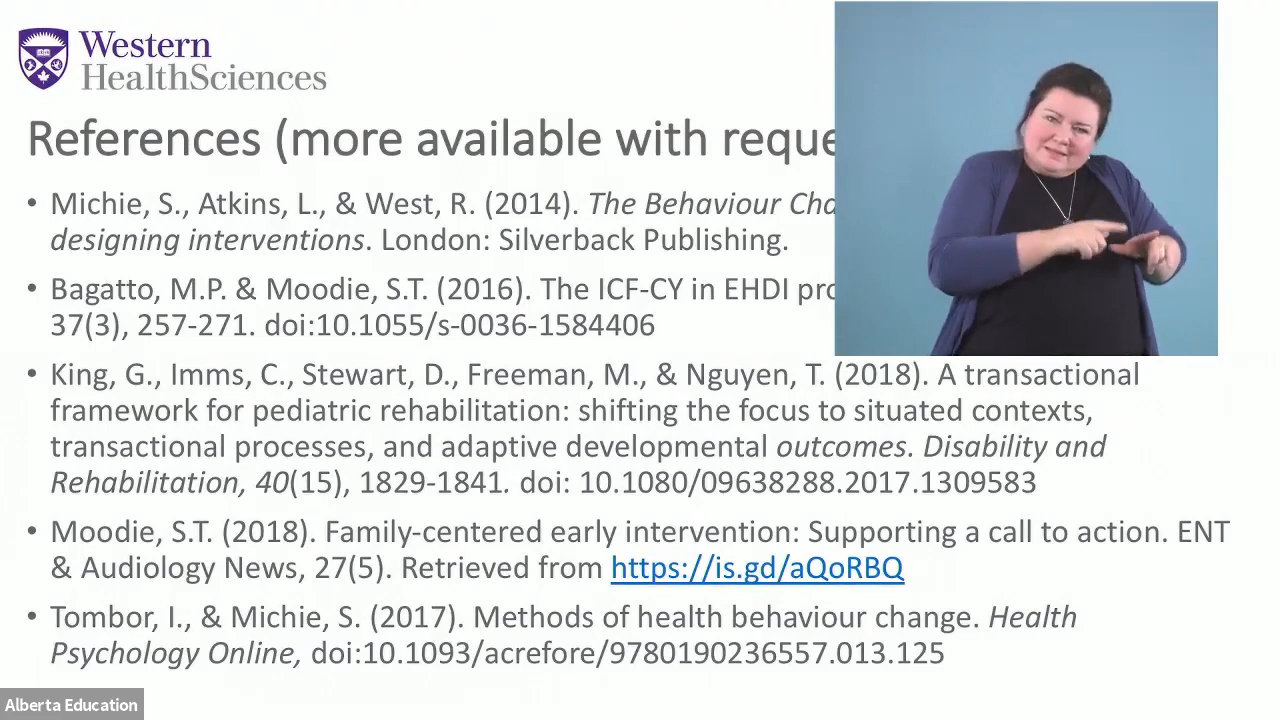 Western
HealthSciences
References (more available with reque
Michie, S., Atkins, L., & West, R. (2014). The Behaviour Cha
designing interventions. London: Silverback Publishing.
Bagatto, M.P. & Moodie, S.T. (2016). The ICF-CY in EHDI pro
37(3), 257-271. doi:10.1055/s-0036-1584406
King, G., Imms, C., Stewart, D., Freeman, M., & Nguyen, T. (2018). A transactional
framework for pediatric rehabilitation: shifting the focus to situated contexts,
transactional processes, and adaptive developmental outcomes. Disability and
Rehabilitation, 40(15), 1829-1841. doi: 10.1080/09638288.2017.1309583
Moodie, S.T. (2018). Family-centered early intervention: Supporting a call to action. ENT
& Audiology News, 27(5). Retrieved from https://is.gd/aQoRBQ
Tombor, I., & Michie, S. (2017). Methods of health behaviour change. Health
Psychology Online, doi:10.1093/acrefore/9780190236557.013.125
Alberta Education